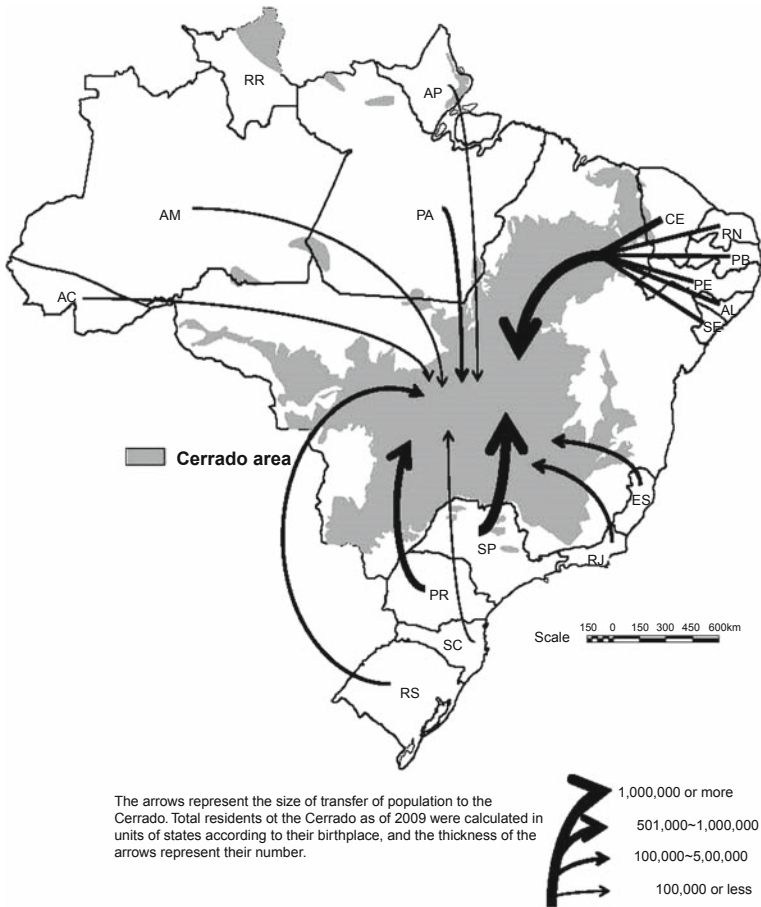 RR
AP
AM
PA
CE
RN
PB
PE
AL
SE
AC
Cerrado area
ES
SP
RJ
PR
SC
RS
Scale
150 0 150 300 450 600km
The arrows represent the size of transfer of population to the
Cerrado. Total residents ot the Cerrado as of 2009 were calculated in
units of states according to their birthplace, and the thickness of the
arrows represent their number.
1,000,000 or more
501,000~1,000,000
100,000~5,00,000
100,000 or less